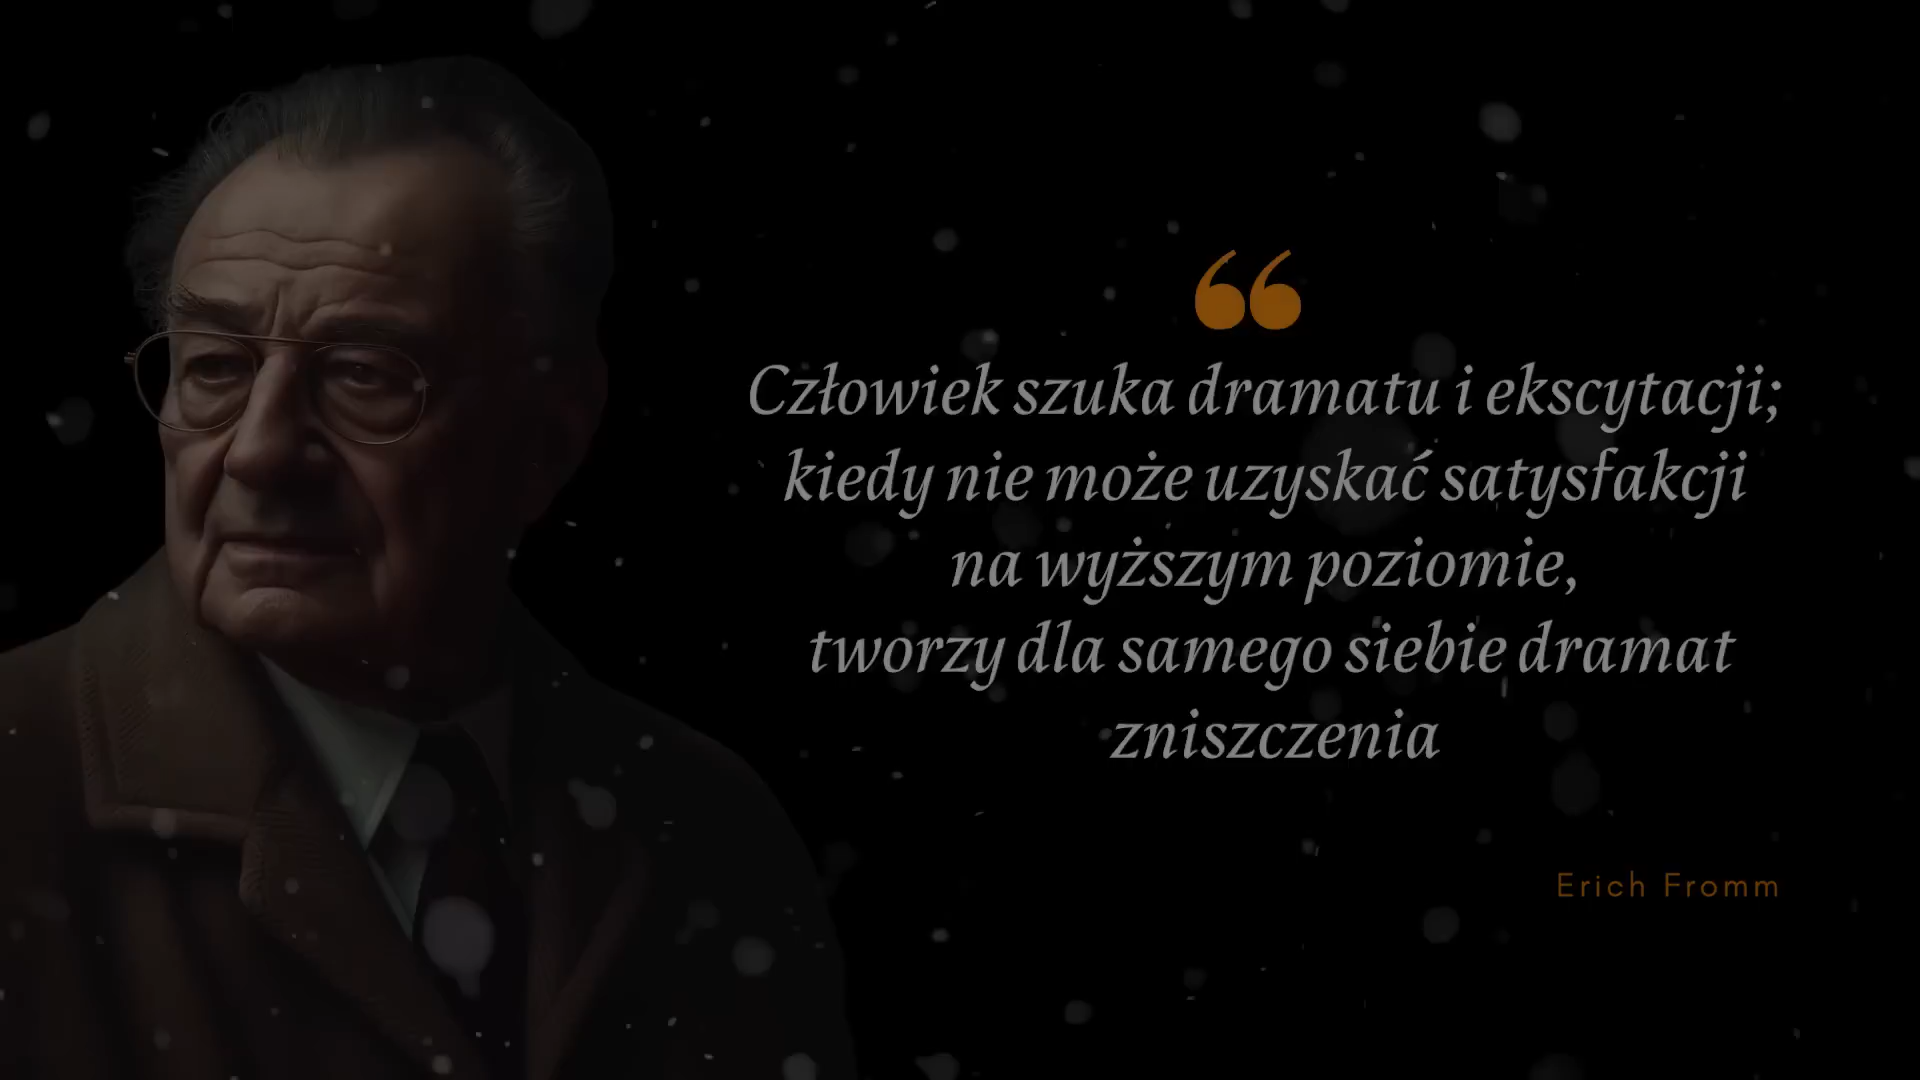 “
Człowiek szuka dramatu i ekscytacji;
kiedy nie może uzyskać satysfakcji
na wyższym poziomie,
tworzy dla samego siebie dramat
zniszczenia
Erich Fromm